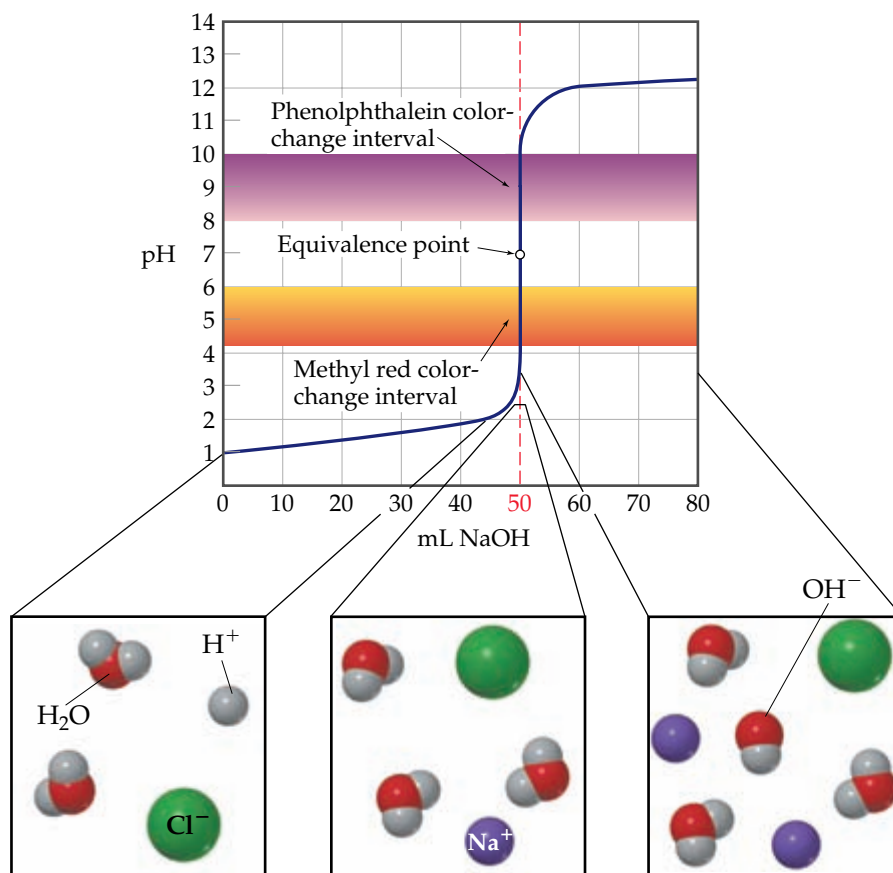 14
13
12
11
10
9
8
7
6
5
4
3
2
1
pH
Phenolphthalein color-
change interval
Equivalence point
Methyl red color-
change interval
0 10 20 30 40 50 60 70 80
mL NaOH
H₂O
H⁺
Cl⁻
Na⁺
OH⁻